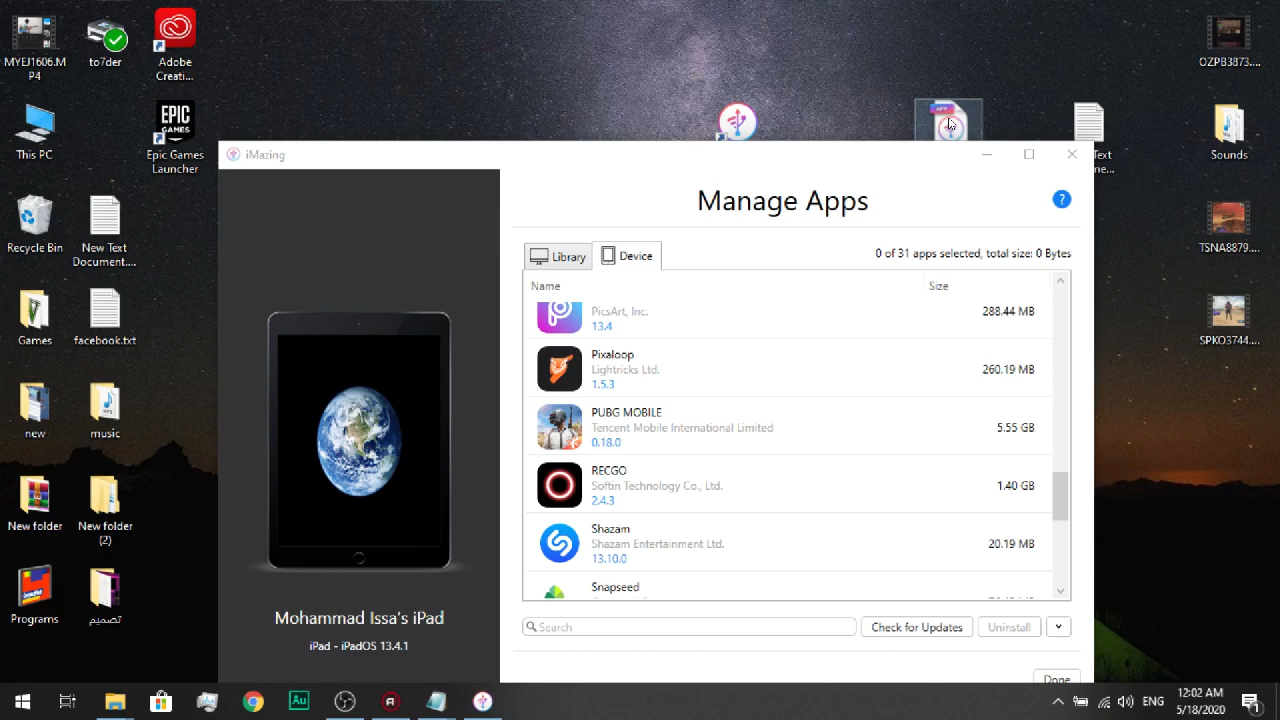 MYEJ1606.M
P4
to7der
Adobe
Creati...
OZPB3873....
This PC
EPIC
GAMES
Epic Games
Launcher
APP
Text
me...
Sounds
Recycle Bin
New Text
Document....
TSNA8879....
Games
facebook.txt
SPKO3744....
new
music
New folder
New folder
(2)
Programs
تصميم
iMazing
Manage Apps
?
Library
Device
0 of 31 apps selected, total size: 0 Bytes
Name
Size
PicsArt, Inc.
288.44 MB
13.4
Pixaloop
Lightricks Ltd.
260.19 MB
1.5.3
PUBG MOBILE
Tencent Mobile International Limited
5.55 GB
0.18.0
RECGO
Softin Technology Co., Ltd.
1.40 GB
2.4.3
Shazam
Shazam Entertainment Ltd.
20.19 MB
13.10.0
Snapseed
Search
Check for Updates
Uninstall
Done
Mohammad Issa's iPad
iPad - iPadOS 13.4.1
Au
ENG
12:02 AM
5/18/2020
1